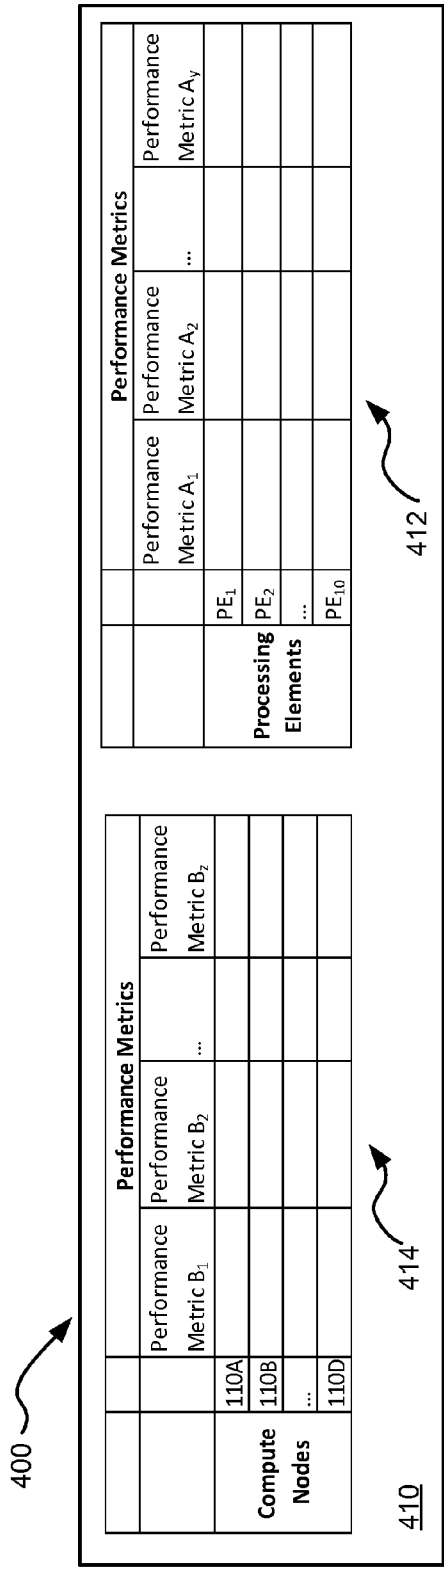 400
Performance Metrics
Performance Metric B1 Performance Metric B2 ... Performance Metric Bz
Compute Nodes
110A
110B
...
110D
414
Performance Metrics
Performance Metric A1 Performance Metric A2 ... Performance Metric Ay
Processing Elements
PE1
PE2
...
PE10
412
410